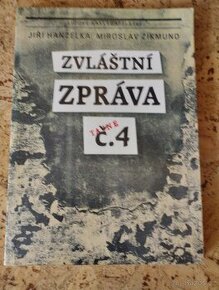 JIŘÍ HANZELKA, MIROSLAV ZIKMUND
ZVLÁŠTNÍ
ZPRÁVA
TAJNÉ
č.4